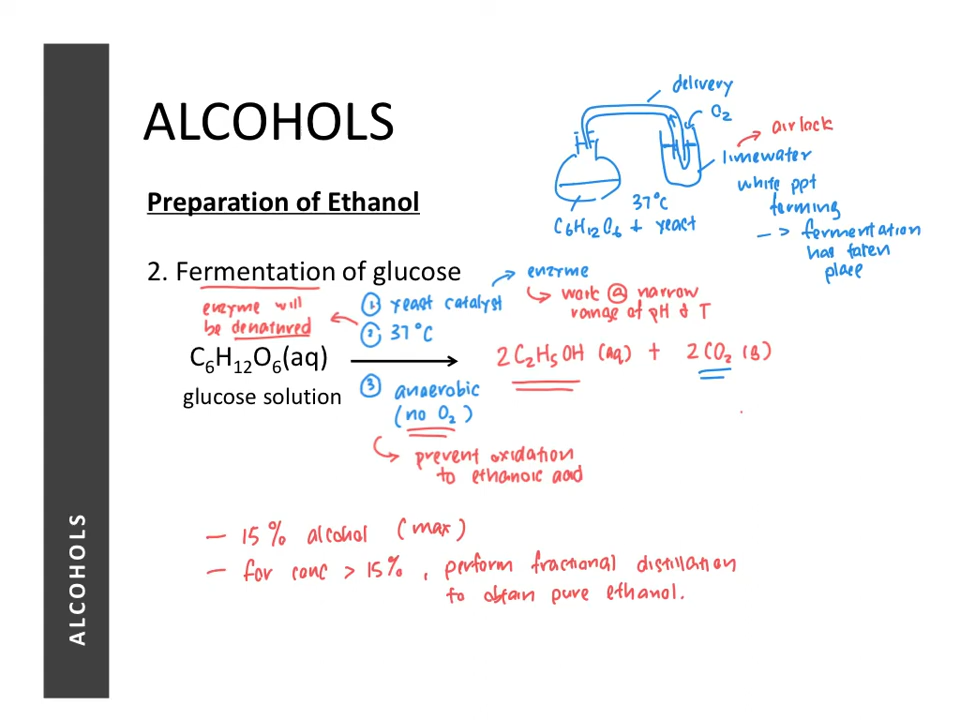 ALCOHOLS
Preparation of Ethanol
delivery
O₂
airlock
limewater
white ppt
forming
-> fermentation
has taken
place
37°C
C₆H₁₂O₆ + yeast
2. Fermentation of glucose
enzyme
work @ narrow
range of pH & T
① yeast catalyst
② 37°C
enzyme will
be denatured
C₆H₁₂O₆(aq)
2C₂H₅OH (aq) + 2CO₂ (g)
glucose solution
③ anaerobic
(no O₂)
prevent oxidation
to ethanoic acid
- 15% alcohol (max)
- for conc > 15%, perform fractional distillation
to obtain pure ethanol.
ALCOHOLS